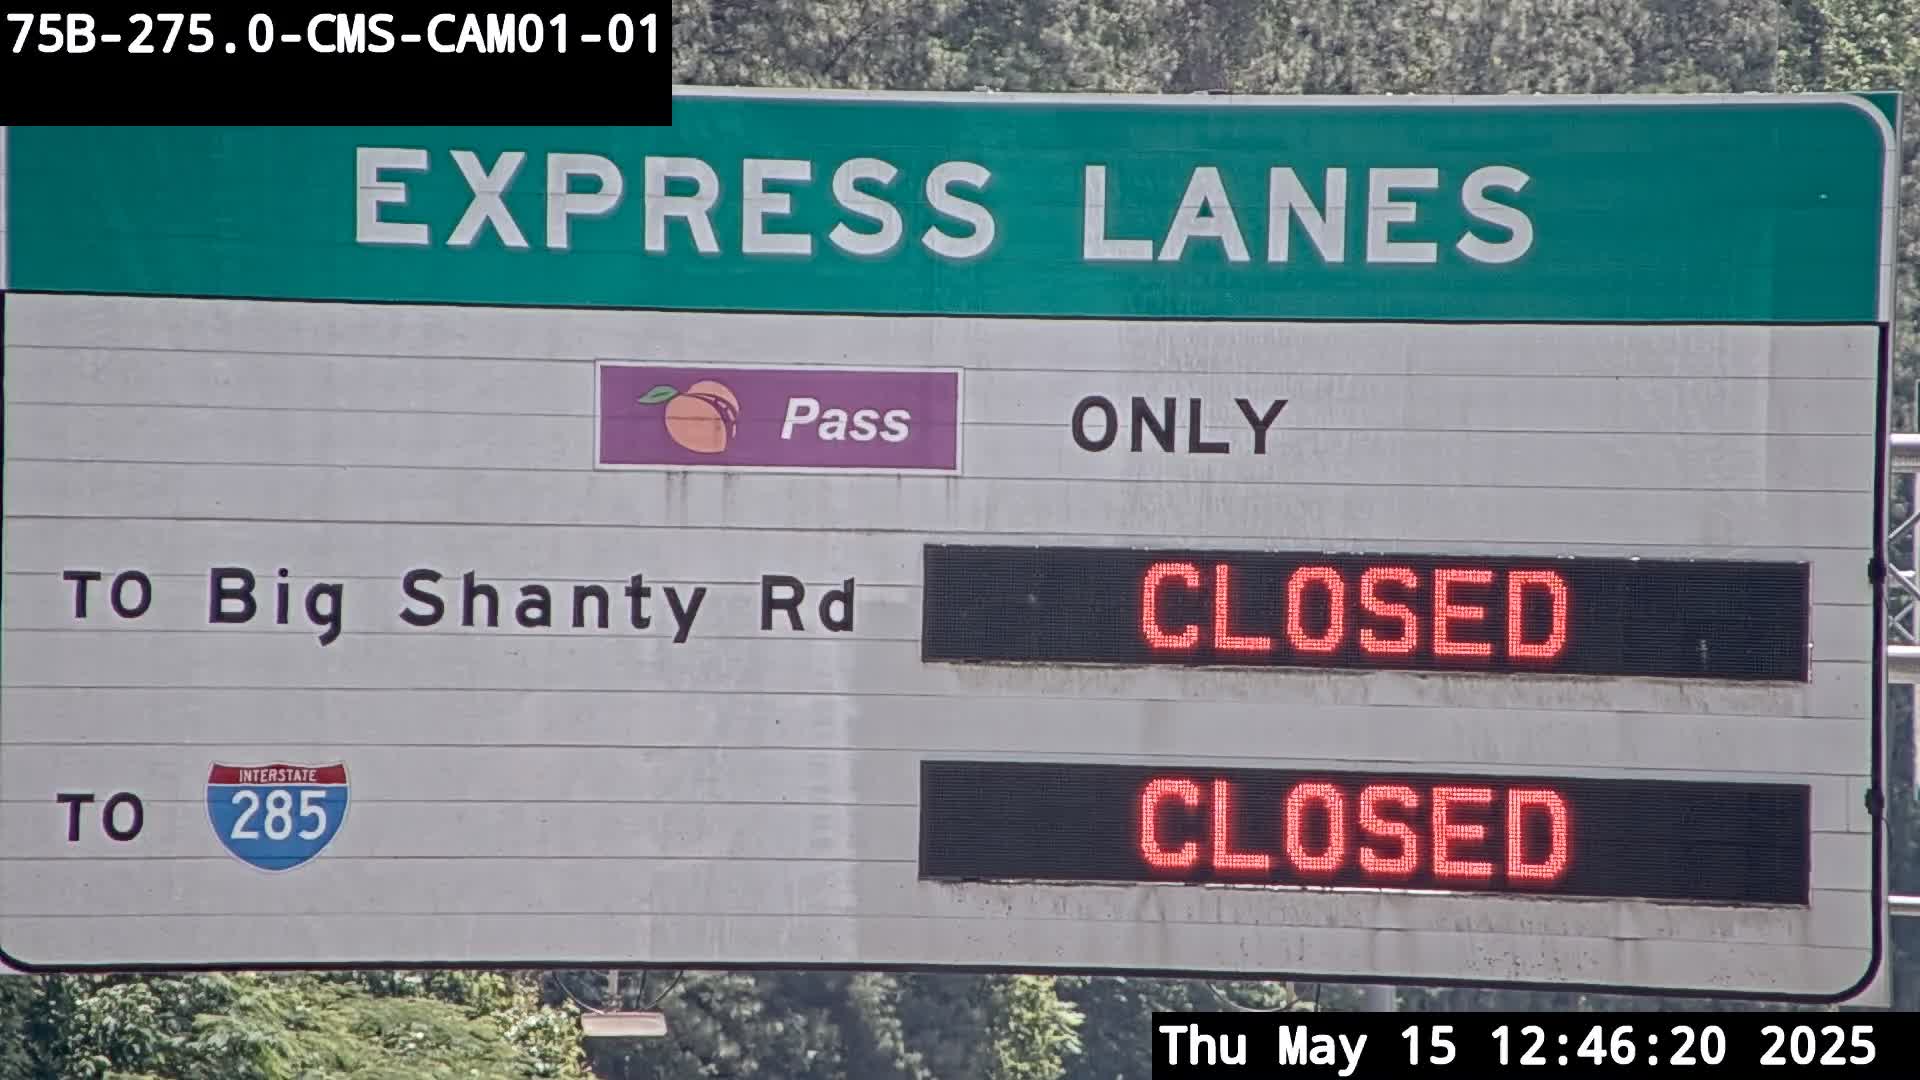 75B-275.0-CMS-CAM01-01
EXPRESS LANES
Pass ONLY
TO Big Shanty Rd CLOSED
TO INTERSTATE 285 CLOSED
Thu May 15 12:46:20 2025